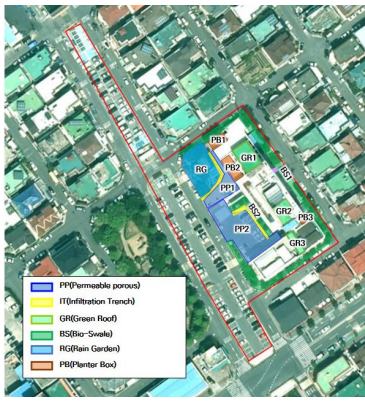 PB1
PB2
GR1
RG
PP1
BS1
BS2
GR2
PB3
PP2
GR3
PP(Permeable porous)
IT(Infiltration Trench)
GR(Green Roof)
BS(Bio-Swale)
RG(Rain Garden)
PB(Planter Box)